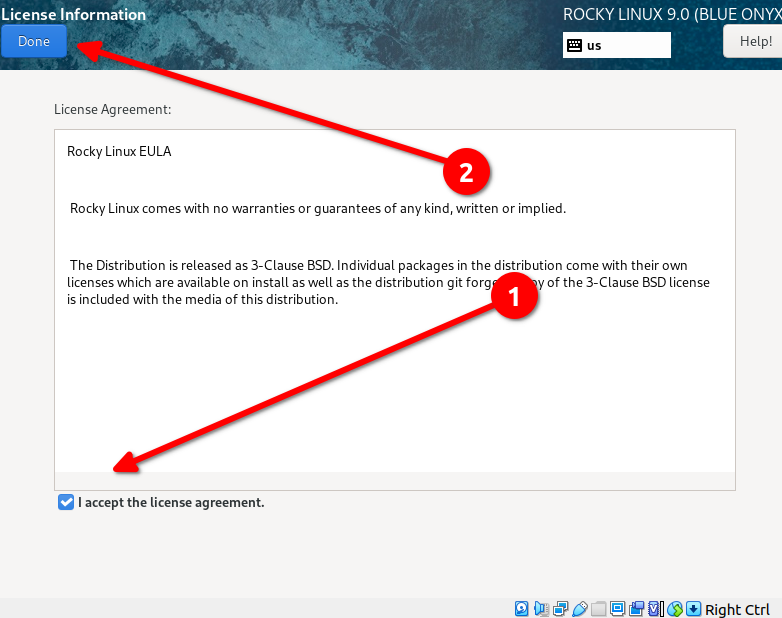 License Information
ROCKY LINUX 9.0 (BLUE ONYX
Done
us
Help!
License Agreement:
Rocky Linux EULA
2
Rocky Linux comes with no warranties or guarantees of any kind, written or implied.
The Distribution is released as 3-Clause BSD. Individual packages in the distribution come with their own
licenses which are available on install as well as the distribution git forge of the 3-Clause BSD license
1
is included with the media of this distribution.
I accept the license agreement.
Right Ctrl